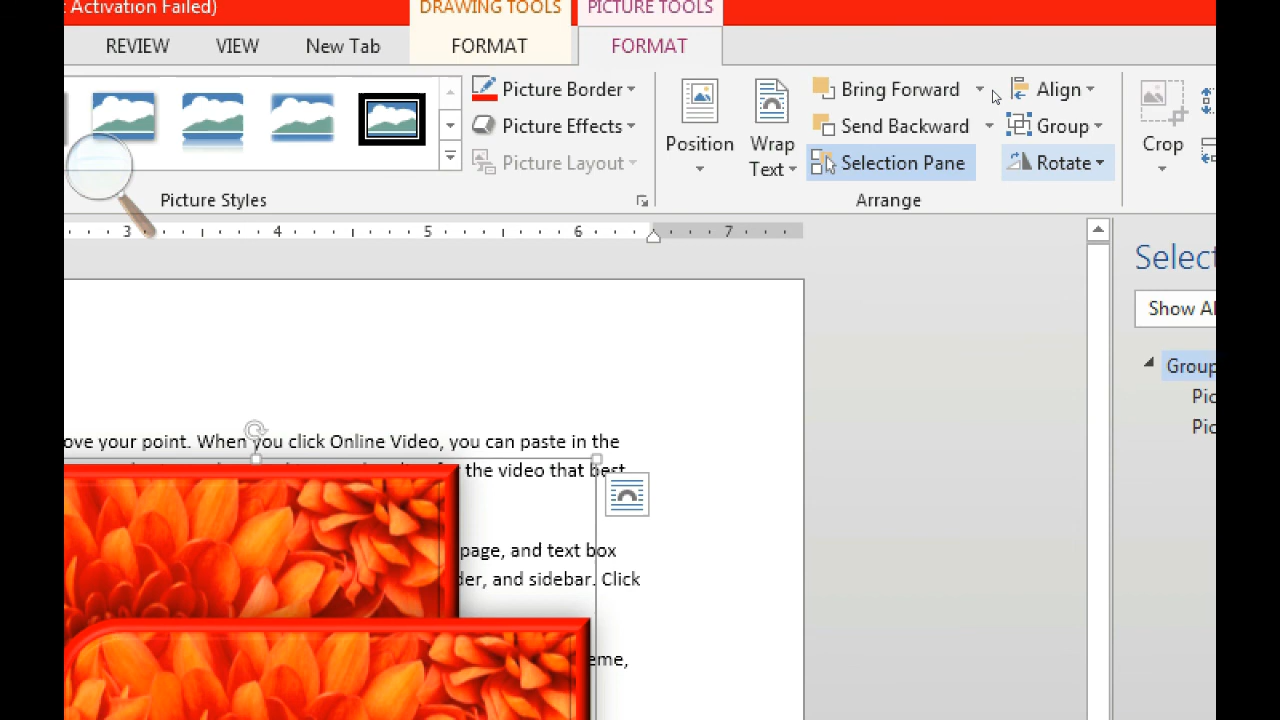 t Activation Failed)
DRAWING TOOLS
PICTURE TOOLS
REVIEW
VIEW
New Tab
FORMAT
FORMAT
Picture Border
Picture Effects
Picture Layout
Picture Styles
Position
Wrap
Text
Bring Forward
Send Backward
Selection Pane
Align
Group
Rotate
Arrange
Crop
3 4 5 6 7
Select
Show Al
Group
Pic
Pic
ove your point. When you click Online Video, you can paste in the
for the video that best
page, and text box
der, and sidebar. Click
eme,